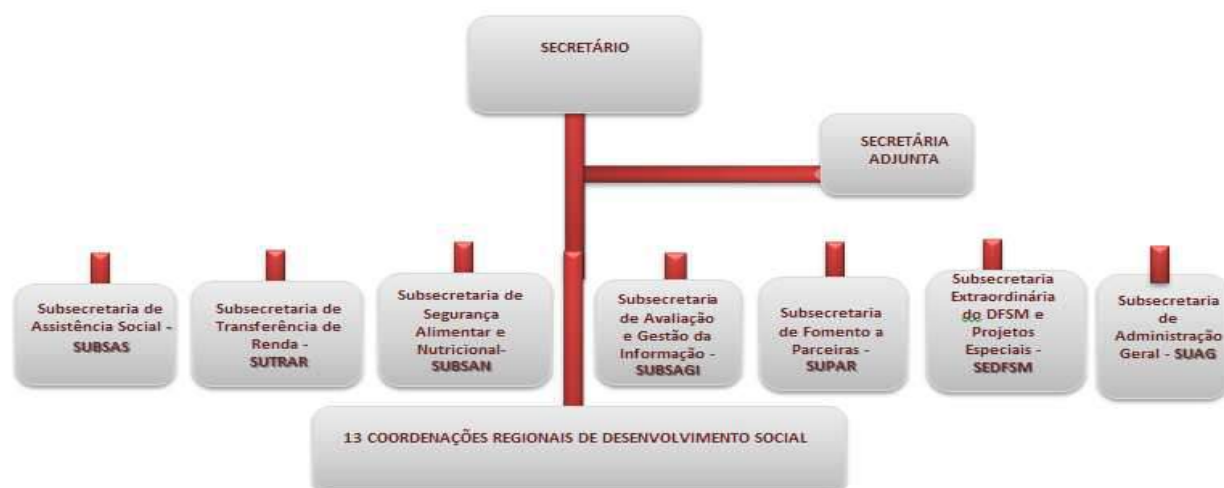 SECRETÁRIO
SECRETÁRIA
ADJUNTA
Subsecretaria de
Assistência Social -
SUBSAS
Subsecretaria de
Transferência de
Renda -
SUTRAR
Subsecretaria de
Segurança
Alimentar e
Nutricional-
SUBSAN
Subsecretaria
de Avaliação e
Gestão da
Informação -
SUBSAGI
Subsecretaria
de Fomento a
Parceiras -
SUPAR
Subsecretaria
Extraordinária
do DFSM e
Projetos
Especiais -
SEDFSM
Subsecretaria
de
Administração
Geral - SUAG
13 COORDENAÇÕES REGIONAIS DE DESENVOLVIMENTO SOCIAL